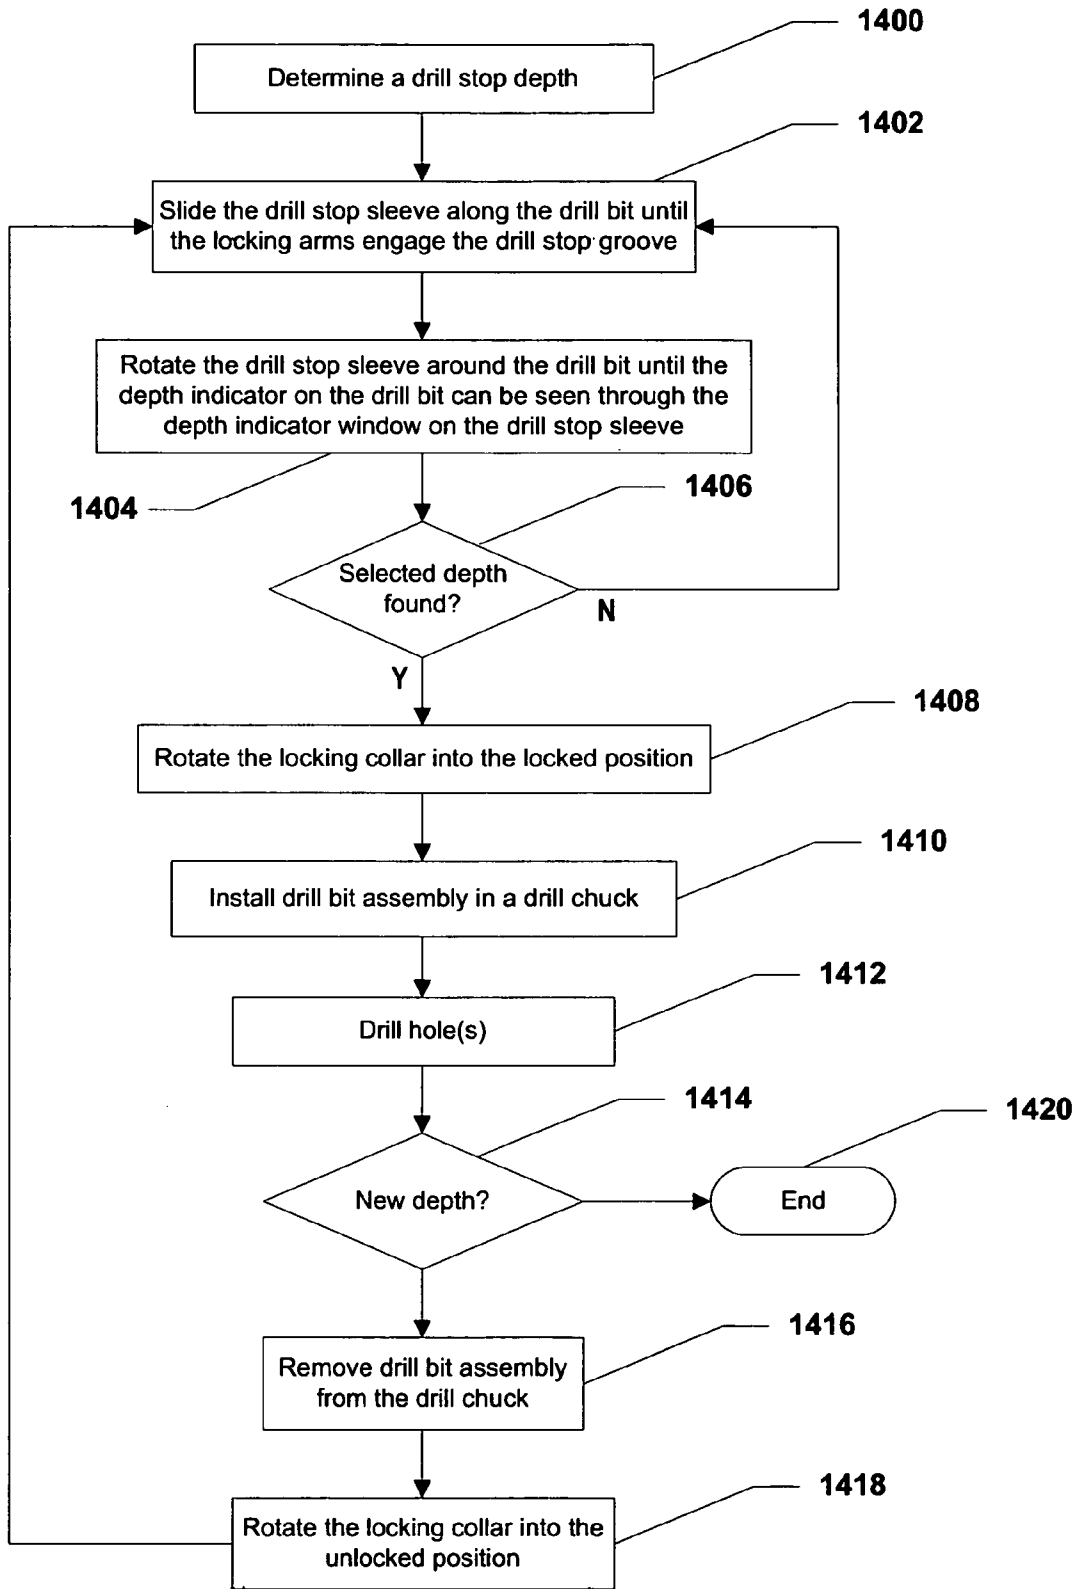 1400
Determine a drill stop depth
1402
Slide the drill stop sleeve along the drill bit until
the locking arms engage the drill stop groove
Rotate the drill stop sleeve around the drill bit until the
depth indicator on the drill bit can be seen through the
depth indicator window on the drill stop sleeve
1404
1406
Selected depth
found?
N
Y
1408
Rotate the locking collar into the locked position
1410
Install drill bit assembly in a drill chuck
1412
Drill hole(s)
1414
1420
New depth?
End
1416
Remove drill bit assembly
from the drill chuck
1418
Rotate the locking collar into the
unlocked position